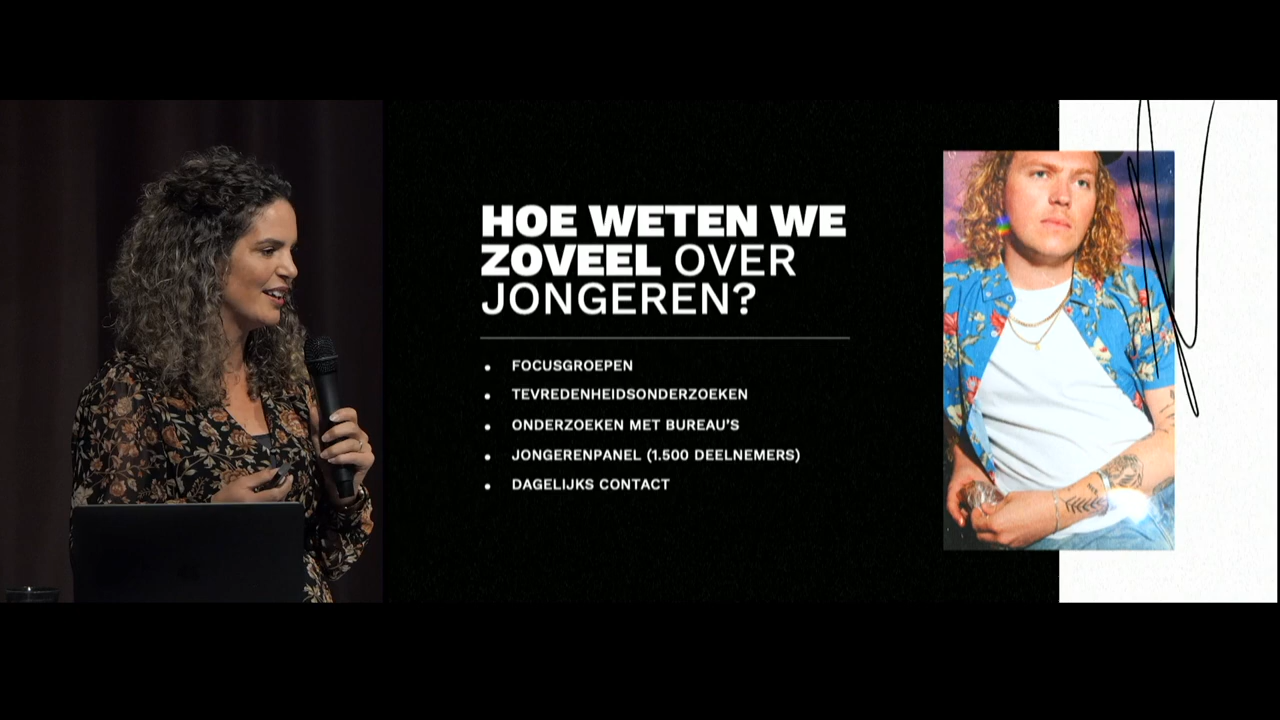 HOE WETEN WE
ZOVEEL OVER
JONGEREN?
• FOCUSGROEPEN
• TEVREDENHEIDSONDERZOEKEN
• ONDERZOEKEN MET BUREAU'S
• JONGERENPANEL (1.500 DEELNEMERS)
• DAGELIJKS CONTACT